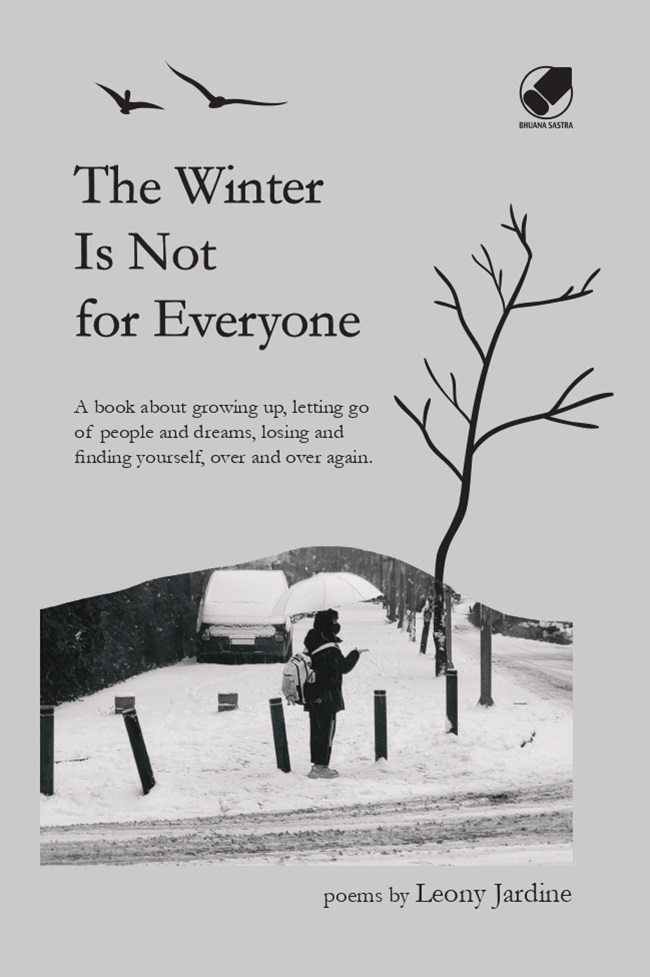 BHUANA SASTRA
The Winter
Is Not
for Everyone
A book about growing up, letting go
of people and dreams, losing and
finding yourself, over and over again.
poems by Leony Jardine